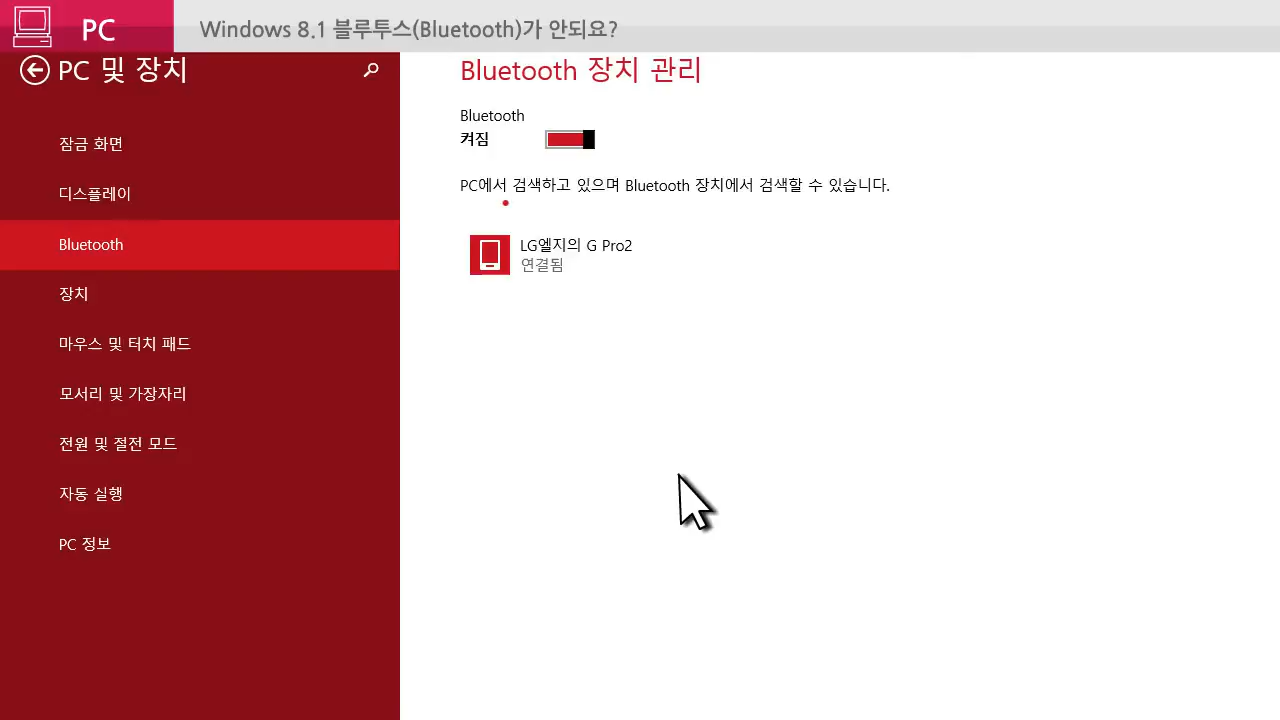 PC
Windows 8.1 블루투스(Bluetooth)가 안되요?
PC 및 장치
잠금 화면
디스플레이
Bluetooth
장치
마우스 및 터치 패드
모서리 및 가장자리
전원 및 절전 모드
자동 실행
PC 정보
Bluetooth 장치 관리
Bluetooth
켜짐
PC에서 검색하고 있으며 Bluetooth 장치에서 검색할 수 있습니다.
LG엘지의 G Pro2
연결됨